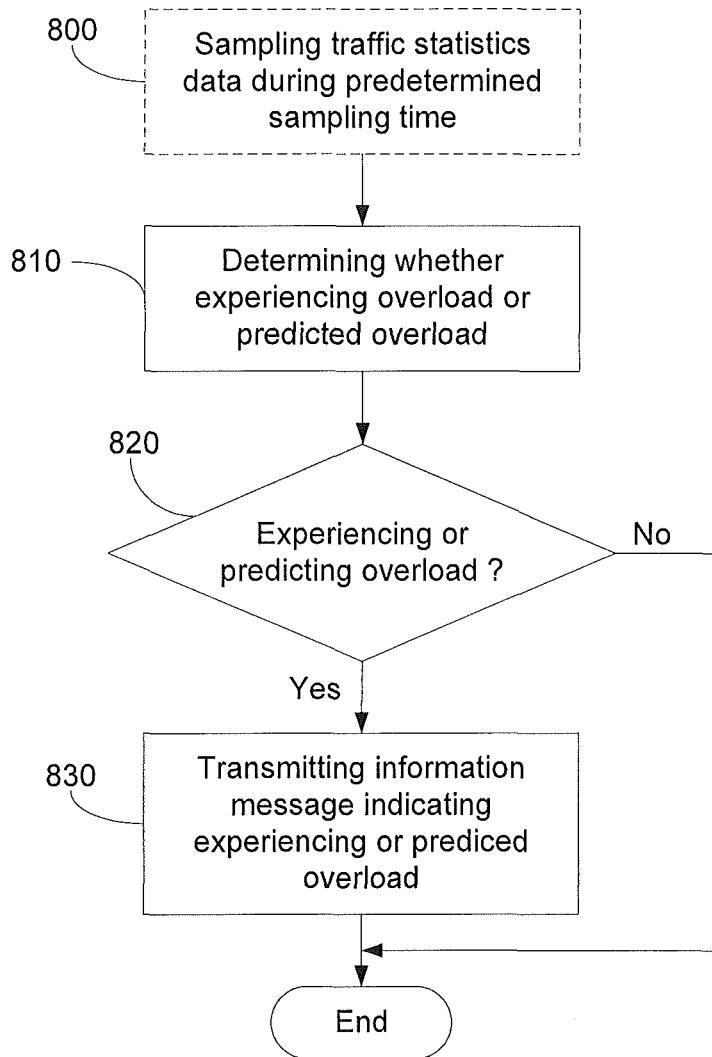 800
Sampling traffic statistics
data during predetermined
sampling time
810
Determining whether
experiencing overload or
predicted overload
820
Experiencing or
predicting overload ?
No
Yes
830
Transmitting information
message indicating
experiencing or prediced
overload
End